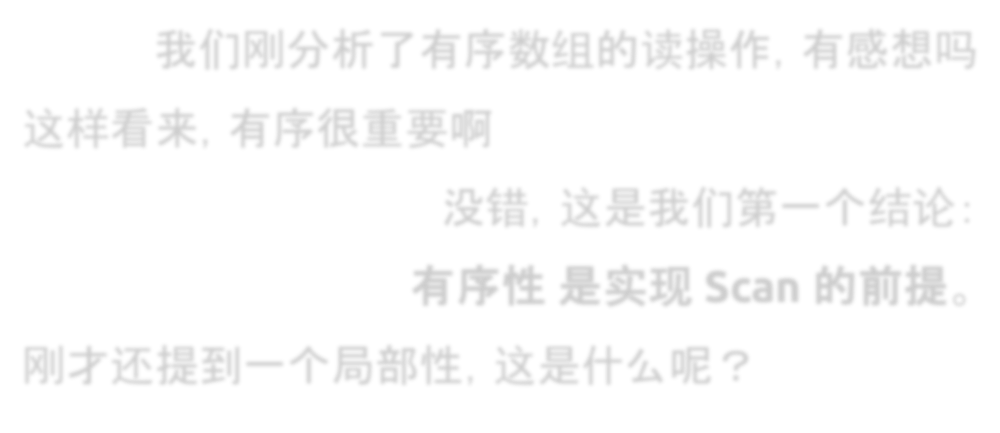 我们刚分析了有序数组的读操作, 有感想吗
这样看来, 有序很重要啊
没错, 这是我们第一个结论:
有序性 是实现 Scan 的前提。
刚才还提到一个局部性, 这是什么呢？